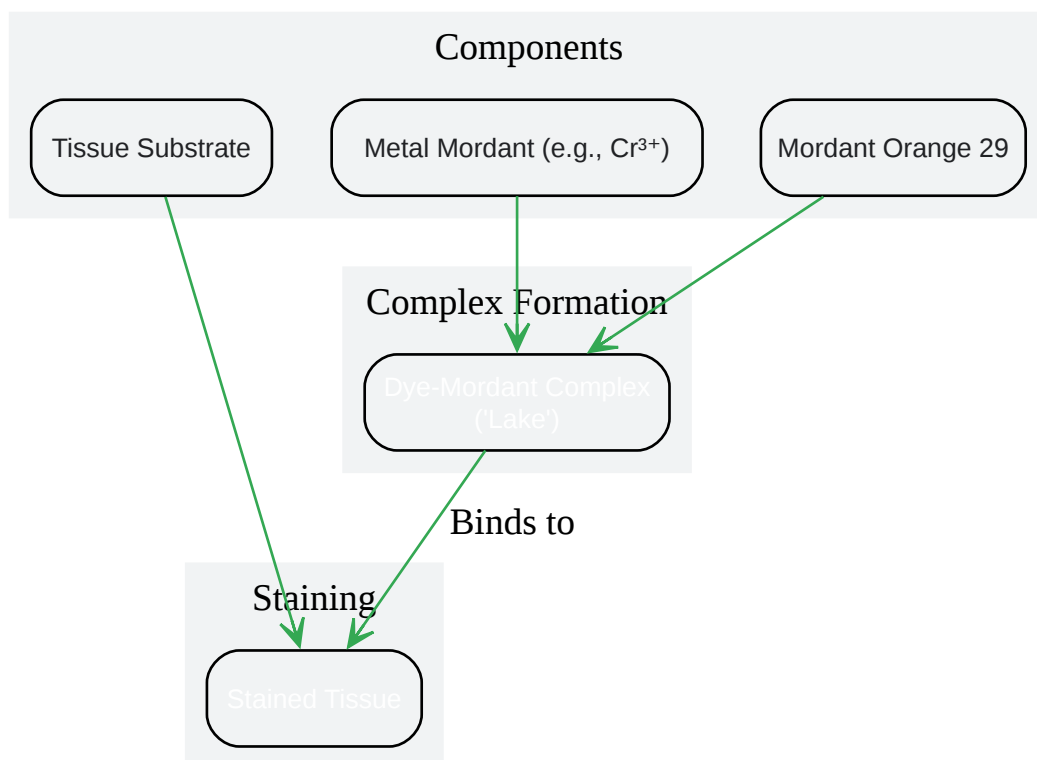 Components
Tissue Substrate
Metal Mordant (e.g., Cr³⁺)
Mordant Orange 29
Complex Formation
Dye-Mordant Complex
('Lake')
Binds to
Staining
Stained Tissue